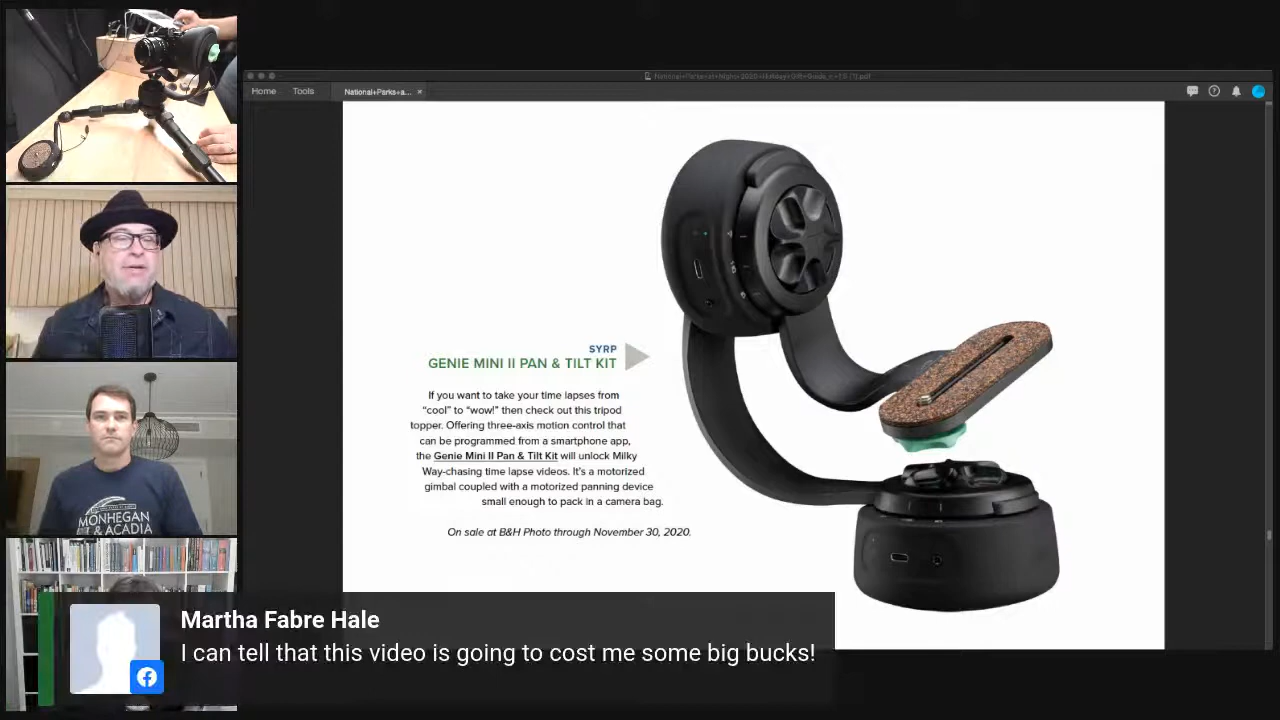 Home
Tools
National+Parks+a...
SYRP
GENIE MINI II PAN & TILT KIT
If you want to take your time lapses from
“cool” to “wow!” then check out this tripod
topper. Offering three-axis motion control that
can be programmed from a smartphone app,
the Genie Mini II Pan & Tilt Kit will unlock Milky
Way-chasing time lapse videos. It’s a motorized
gimbal coupled with a motorized panning device
small enough to pack in a camera bag.
On sale at B&H Photo through November 30, 2020.
MONHEGAN
& ACADIA
Martha Fabre Hale
I can tell that this video is going to cost me some big bucks!